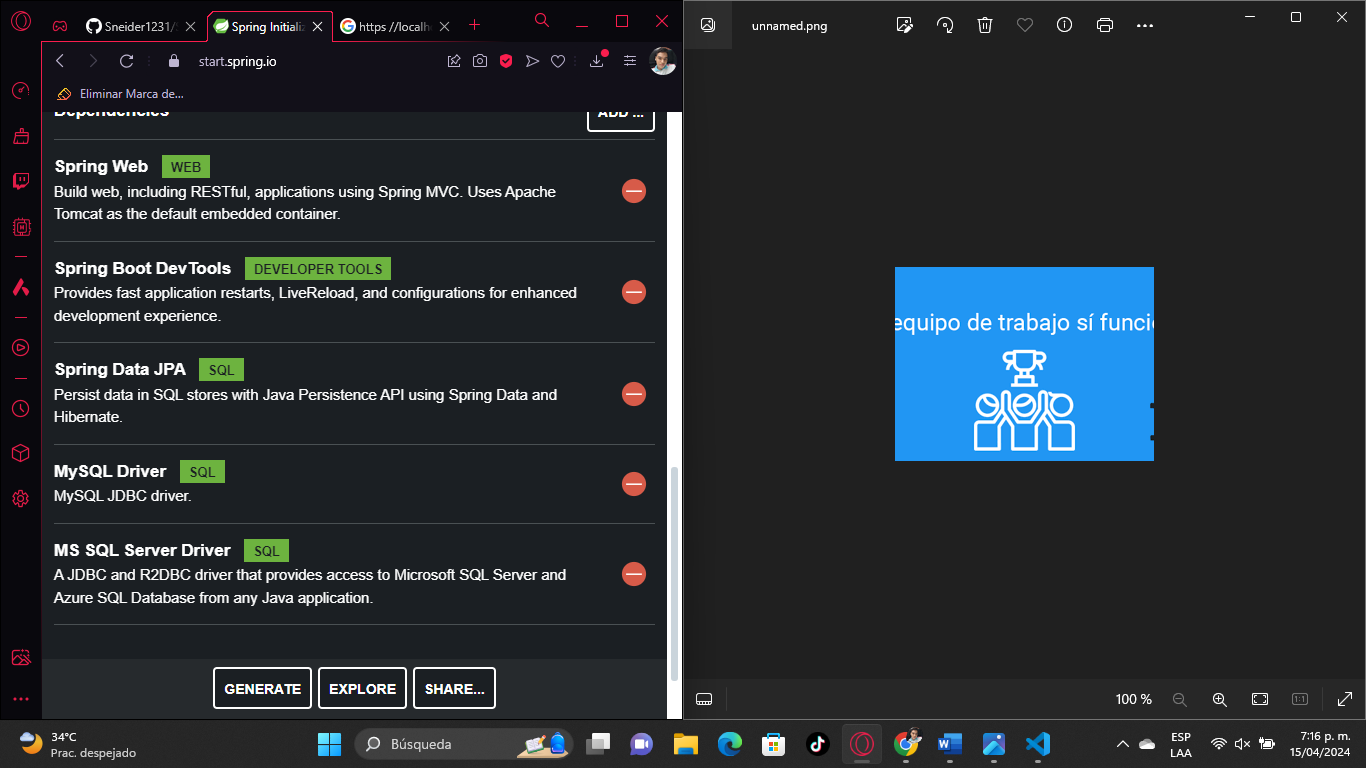 Sneider1231/
Spring Initializ
https://localh
unnamed.png
start.spring.io
Eliminar Marca de...
Dependencies
ADD ...
Spring Web WEB
Build web, including RESTful, applications using Spring MVC. Uses Apache
Tomcat as the default embedded container.
Spring Boot DevTools DEVELOPER TOOLS
Provides fast application restarts, LiveReload, and configurations for enhanced
development experience.
Spring Data JPA SQL
Persist data in SQL stores with Java Persistence API using Spring Data and
Hibernate.
MySQL Driver SQL
MySQL JDBC driver.
MS SQL Server Driver SQL
A JDBC and R2DBC driver that provides access to Microsoft SQL Server and
Azure SQL Database from any Java application.
GENERATE EXPLORE SHARE...
equipo de trabajo sí funci
100 %
1:1
34°C
Prac. despejado
Búsqueda
ESP
LAA
7:16 p. m.
15/04/2024